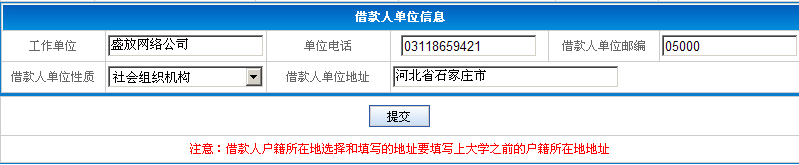 借款人单位信息
工作单位 盛放网络公司 单位电话 03118659421 借款人单位邮编 05000
借款人单位性质 社会组织机构 借款人单位地址 河北省石家庄市
提交
注意：借款人户籍所在地选择和填写的地址要填写上大学之前的户籍所在地地址